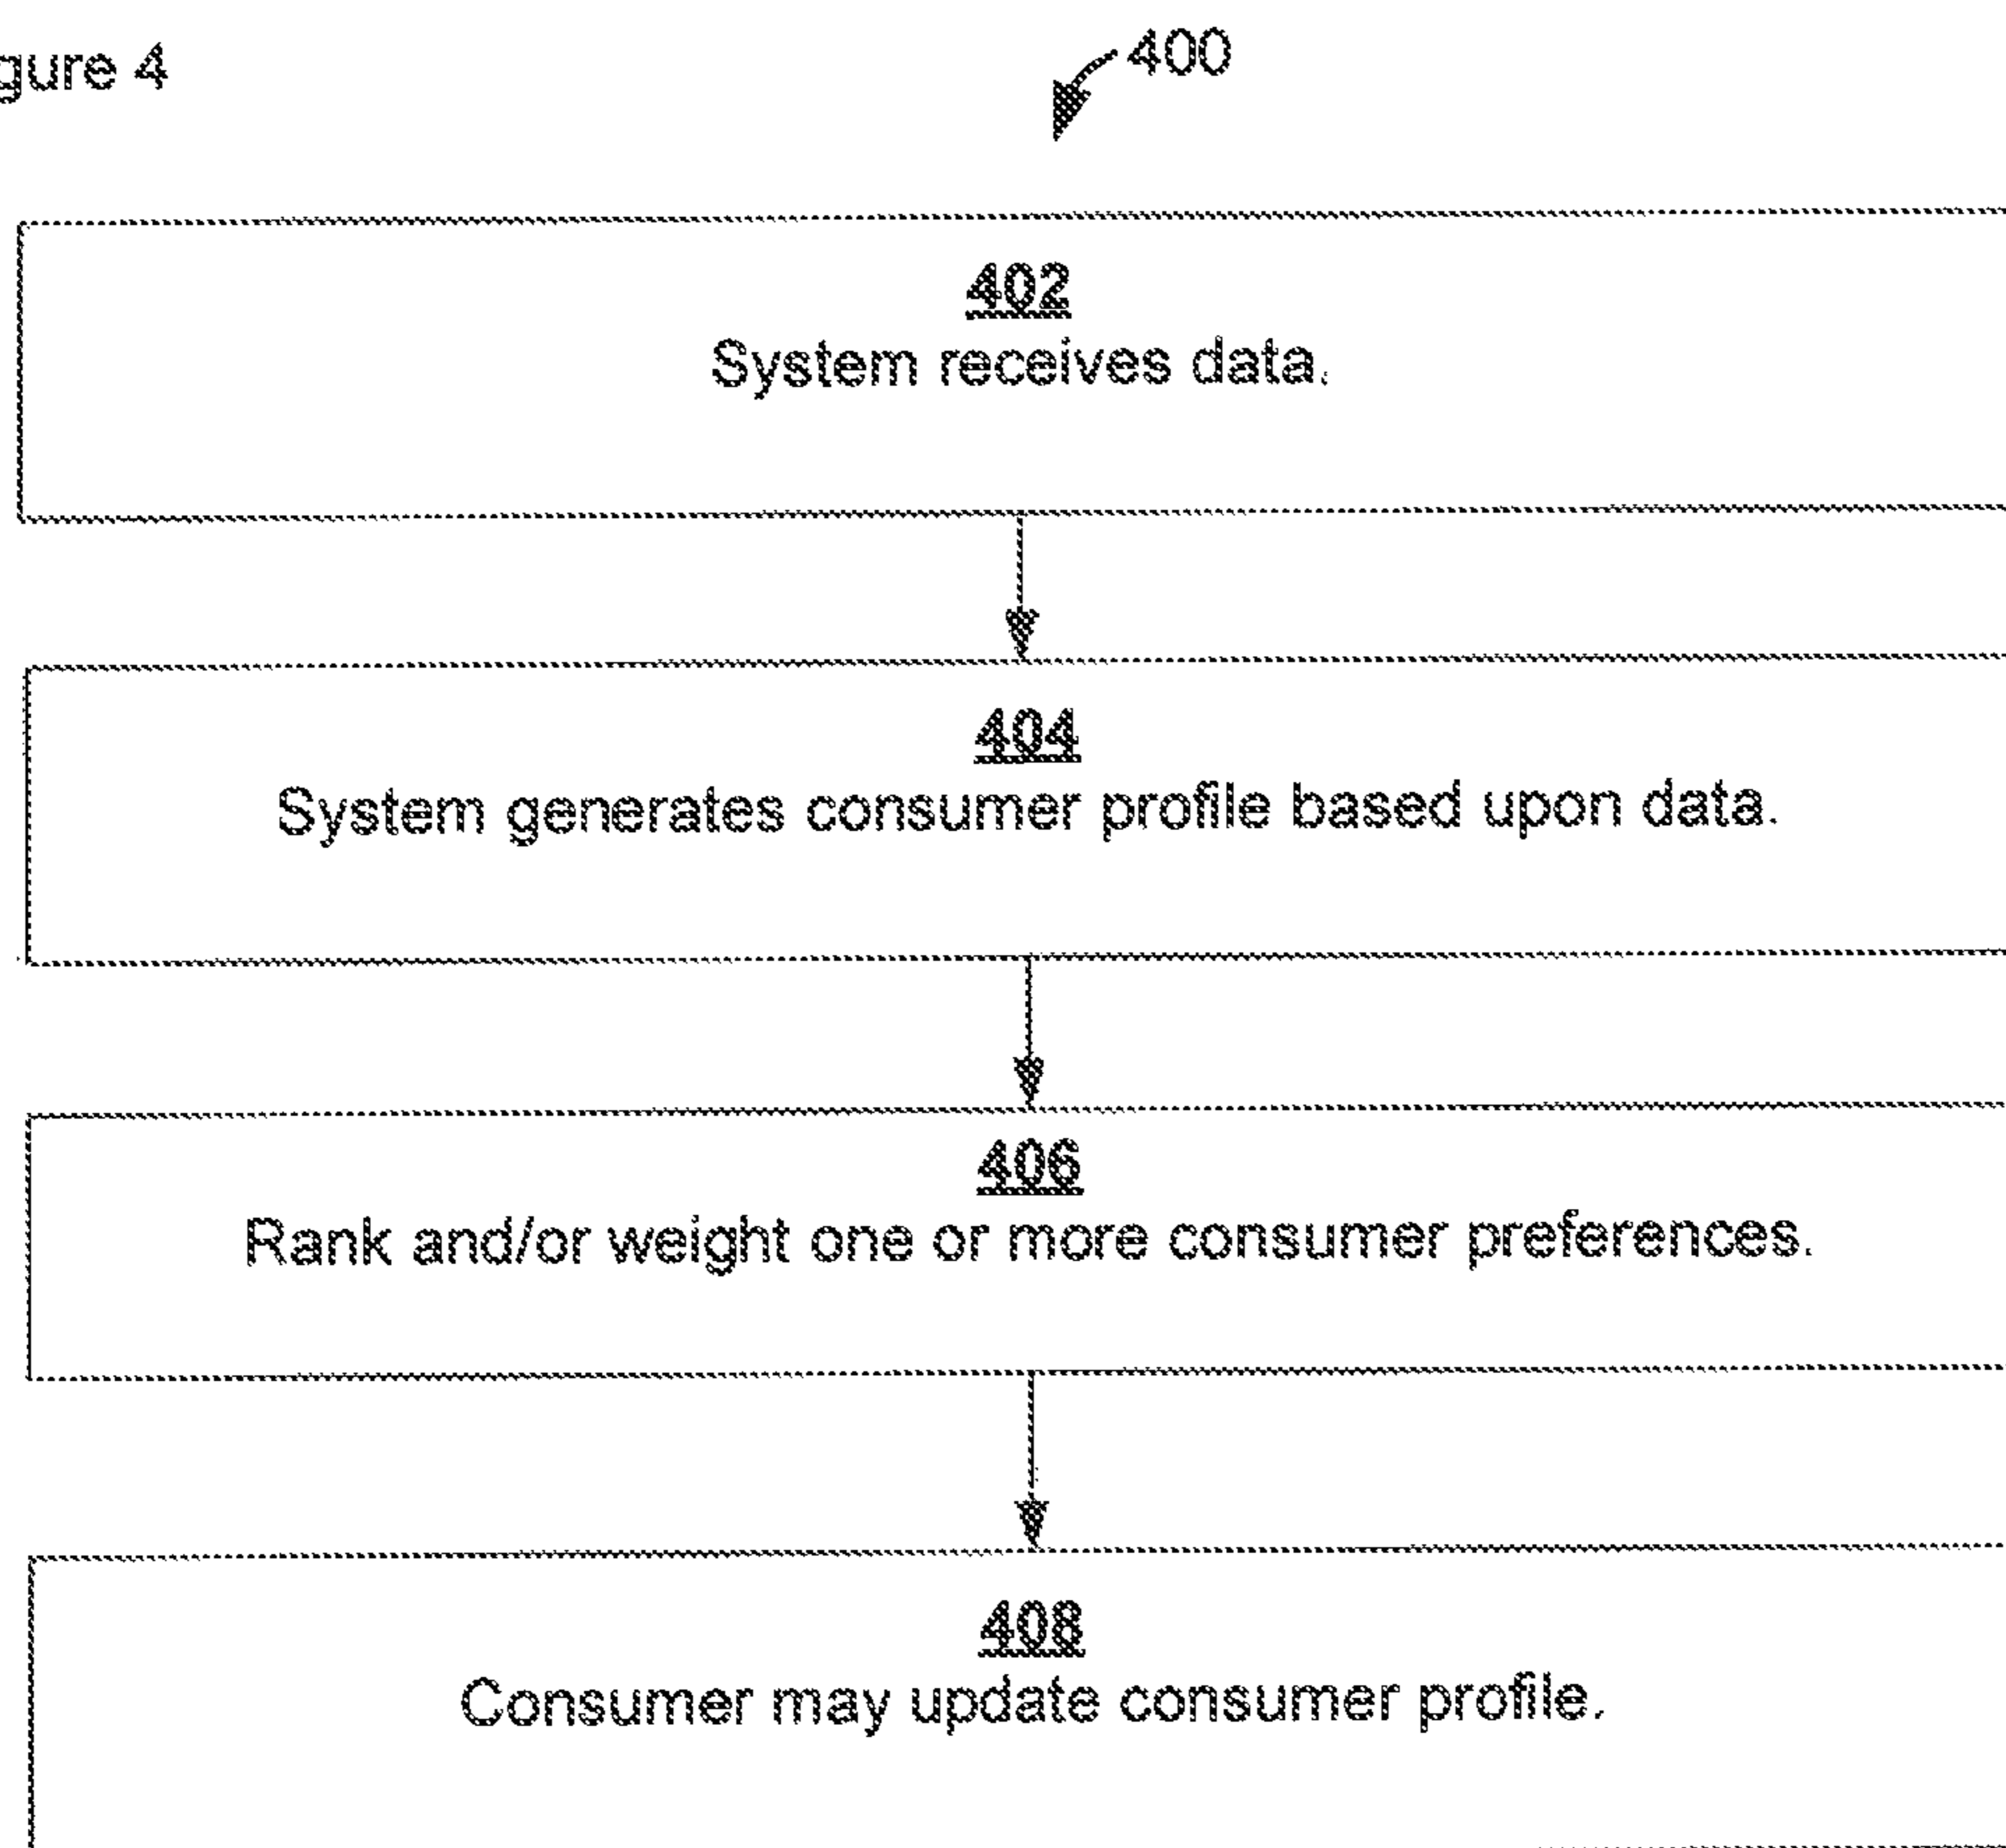 gure 4
400
402
System receives data.
404
System generates consumer profile based upon data.
406
Rank and/or weight one or more consumer preferences.
408
Consumer may update consumer profile.